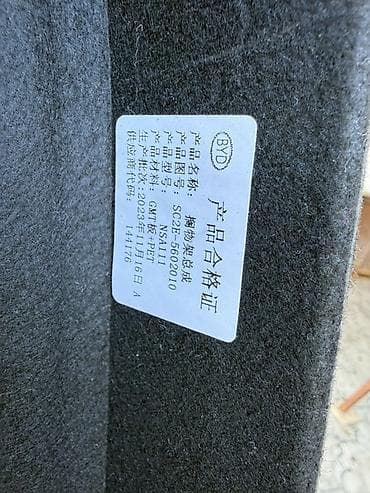 BYD 产品合格证
产品名称: 搁物架总成
产品图号: SC2E-5602010
产品型号: NSA111
产品材料: GMT板+PET
生产批次:2023年11月16日 A
供应商代码: 144176